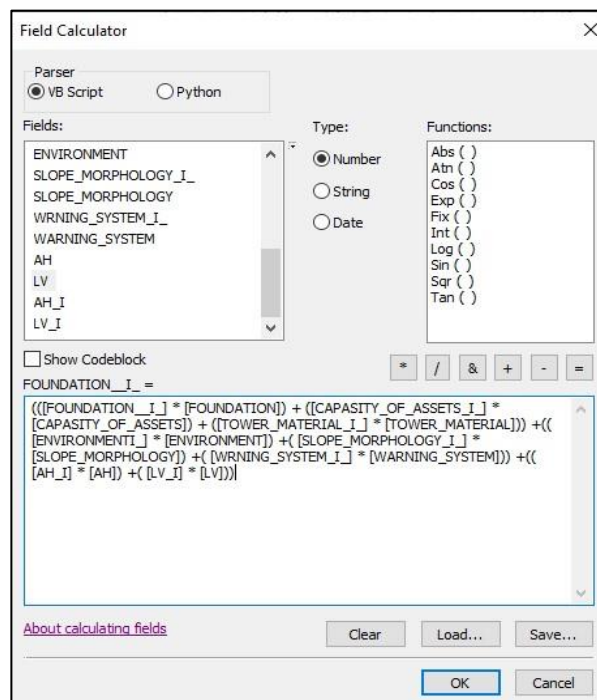 Field Calculator
Parser
VB Script
Python
Fields:
Type:
Functions:
ENVIRONMENT
SLOPE_MORPHOLOGY_I_
SLOPE_MORPHOLOGY
WRNING_SYSTEM_I_
WARNING_SYSTEM
AH
LV
AH_I
LV_I
Number
String
Date
Abs ( )
Atn ( )
Cos ( )
Exp ( )
Fix ( )
Int ( )
Log ( )
Sin ( )
Sqr ( )
Tan ( )
Show Codeblock
* / & + - =
FOUNDATION__I_ =
(([FOUNDATION__I_] * [FOUNDATION]) + ([CAPASITY_OF_ASSETS_I_] *
[CAPASITY_OF_ASSETS]) + ([TOWER_MATERIAL_I_] * [TOWER_MATERIAL])) +((
[ENVIRONMENTI_] * [ENVIRONMENT]) +( [SLOPE_MORPHOLOGY_I_] *
[SLOPE_MORPHOLOGY]) +( [WRNING_SYSTEM_I_] * [WARNING_SYSTEM])) +((
[AH_I] * [AH]) +( [LV_I] * [LV]))
About calculating fields
Clear
Load...
Save...
OK
Cancel